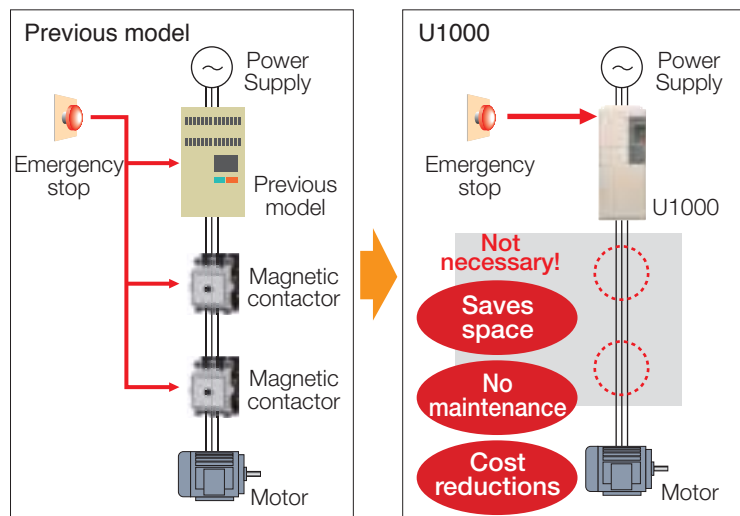 Previous model
Power
Supply
Emergency
stop
Previous
model
Magnetic
contactor
Magnetic
contactor
Motor
U1000
Power
Supply
Emergency
stop
U1000
Not
necessary!
Saves
space
No
maintenance
Cost
reductions
Motor